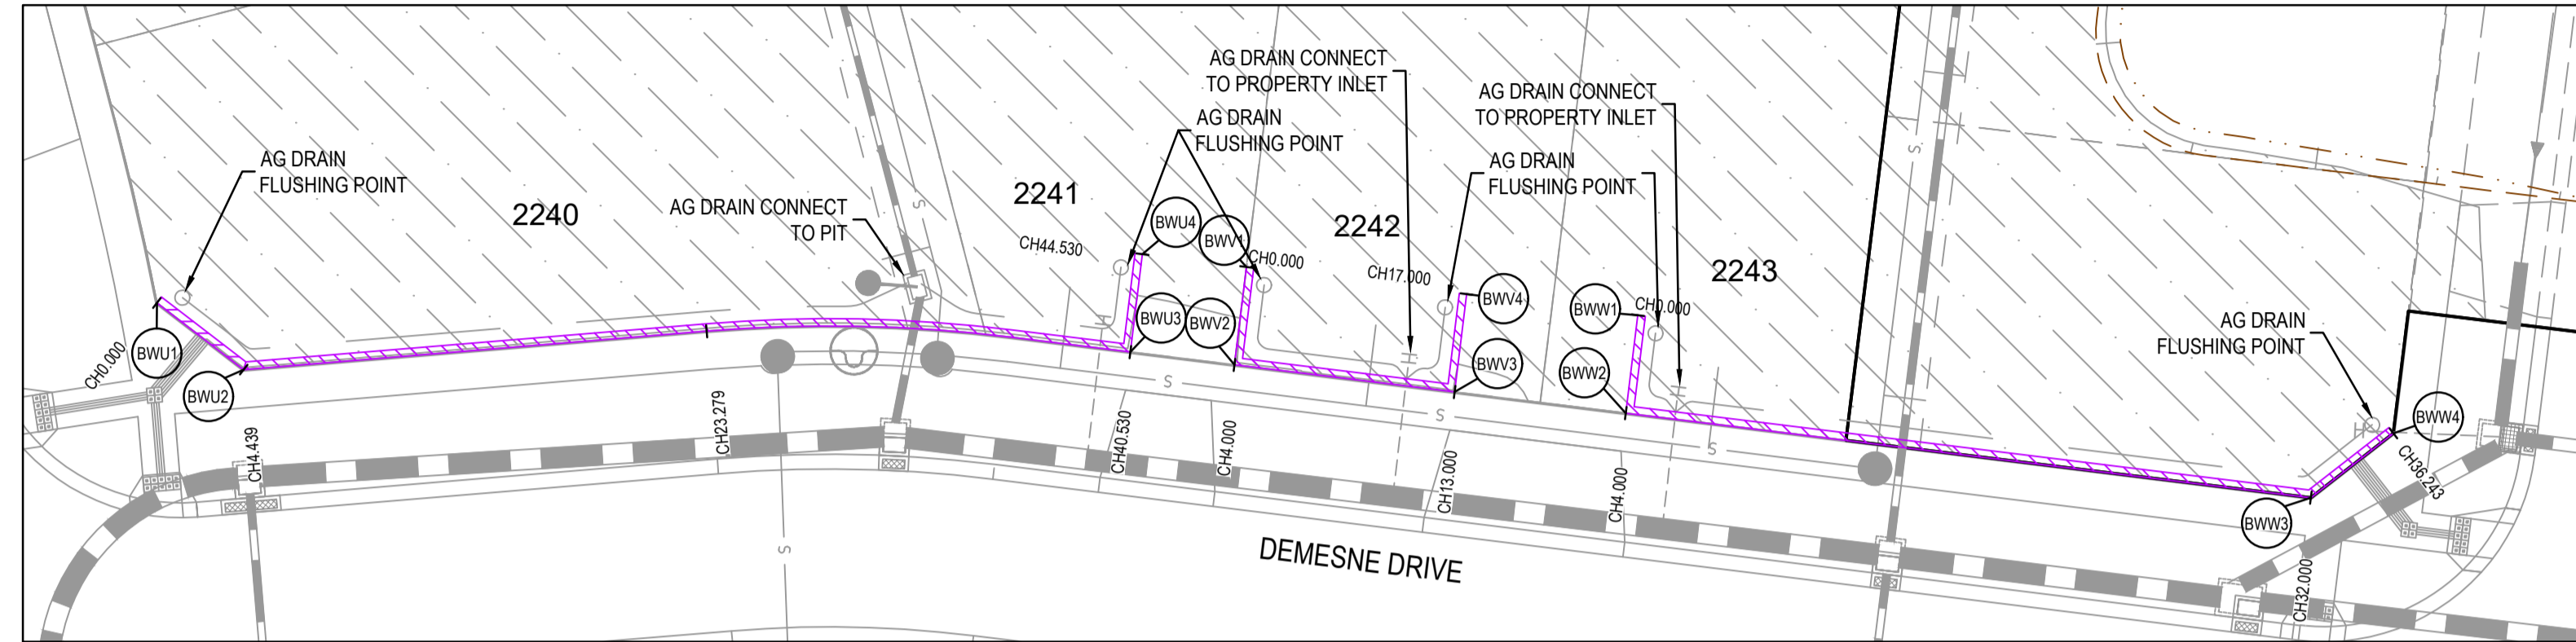 AG DRAIN
FLUSHING POINT
2240
AG DRAIN CONNECT
TO PIT
S
2241
CH44.530
AG DRAIN CONNECT
TO PROPERTY INLET
AG DRAIN
FLUSHING POINT
BWU4
BWV1
CH0.000
2242
CH17.000
AG DRAIN CONNECT
TO PROPERTY INLET
AG DRAIN
FLUSHING POINT
2243
S
BWV4
BWW1
CH0.000
BWU3
BWV2
BWV3
BWW2
AG DRAIN
FLUSHING POINT
CH0.000
BWU1
BWU2
S
S
S
BWW4
CH36.243
BWW3
CH4.439
CH23.279
CH40.530
CH4.000
CH13.000
CH4.000
CH32.000
S
DEMESNE DRIVE